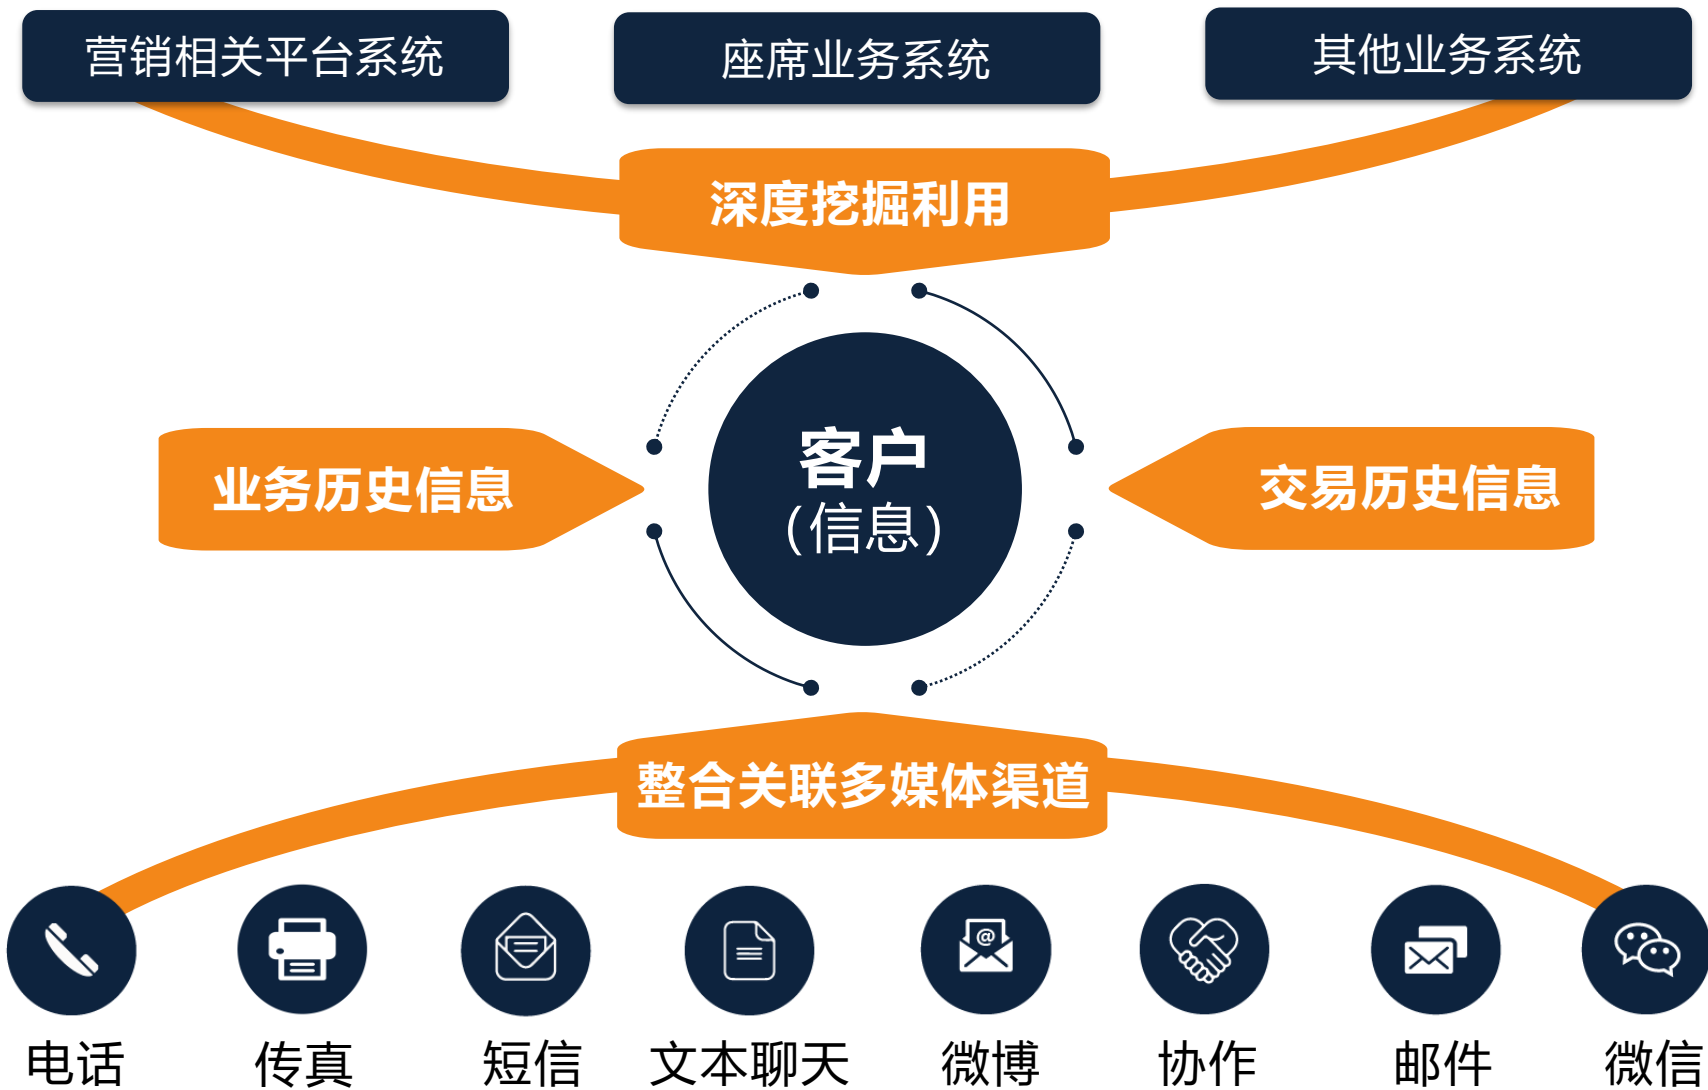 营销相关平台系统
座席业务系统
其他业务系统
深度挖掘利用
业务历史信息
客户
（信息）
交易历史信息
整合关联多媒体渠道
@
电话
传真
短信
文本聊天
微博
协作
邮件
微信